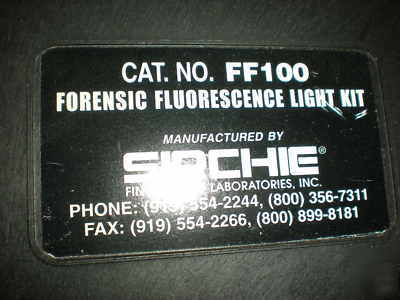 CAT. NO. FF100
FORENSIC FLUORESCENCE LIGHT KIT
MANUFACTURED BY
SIRCHIE®
LABORATORIES, INC.
PHONE: (919) 554-2244, (800) 356-7311
FAX: (919) 554-2266, (800) 899-8181